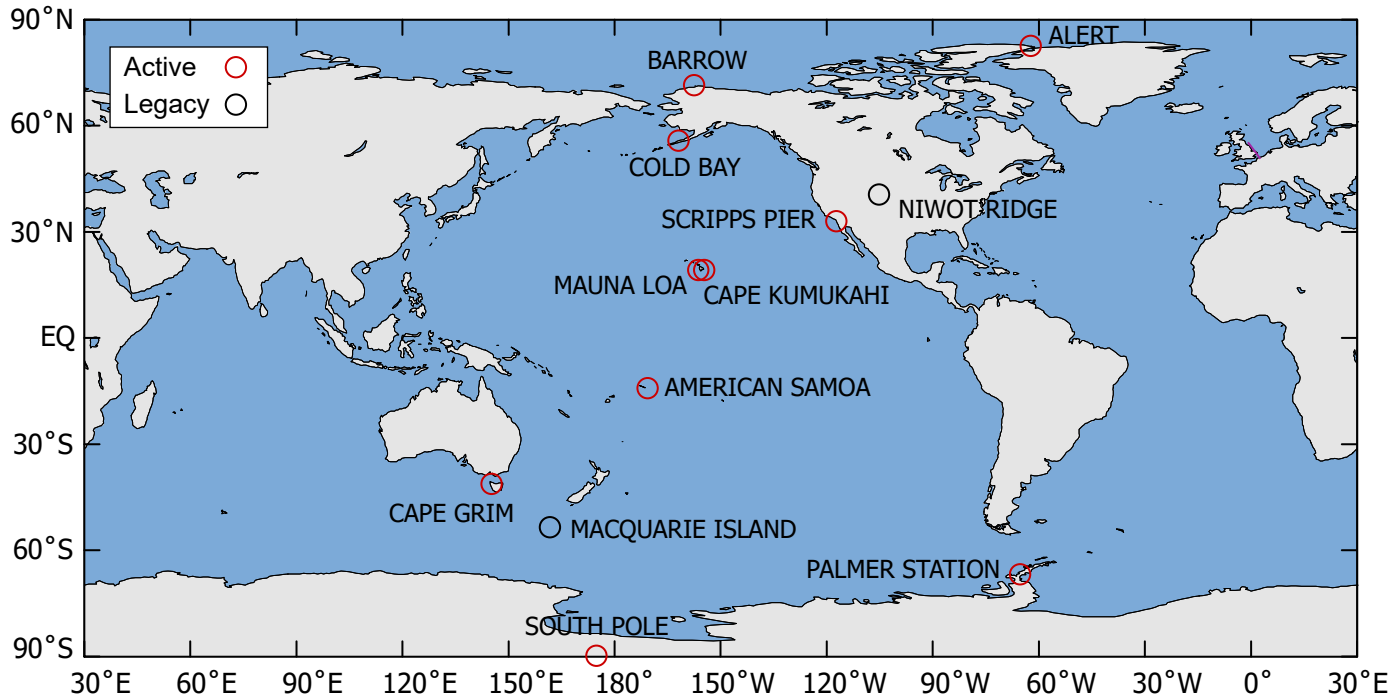 90°N
ALERT
Active
BARROW
Legacy
60°N
COLD BAY
NIWOT RIDGE
SCRIPPS PIER
30°N
MAUNA LOA
CAPE KUMUKAHI
EQ
AMERICAN SAMOA
30°S
CAPE GRIM
MACQUARIE ISLAND
60°S
PALMER STATION
SOUTH POLE
90°S
30°E 60°E 90°E 120°E 150°E 180° 150°W 120°W 90°W 60°W 30°W 0° 30°E